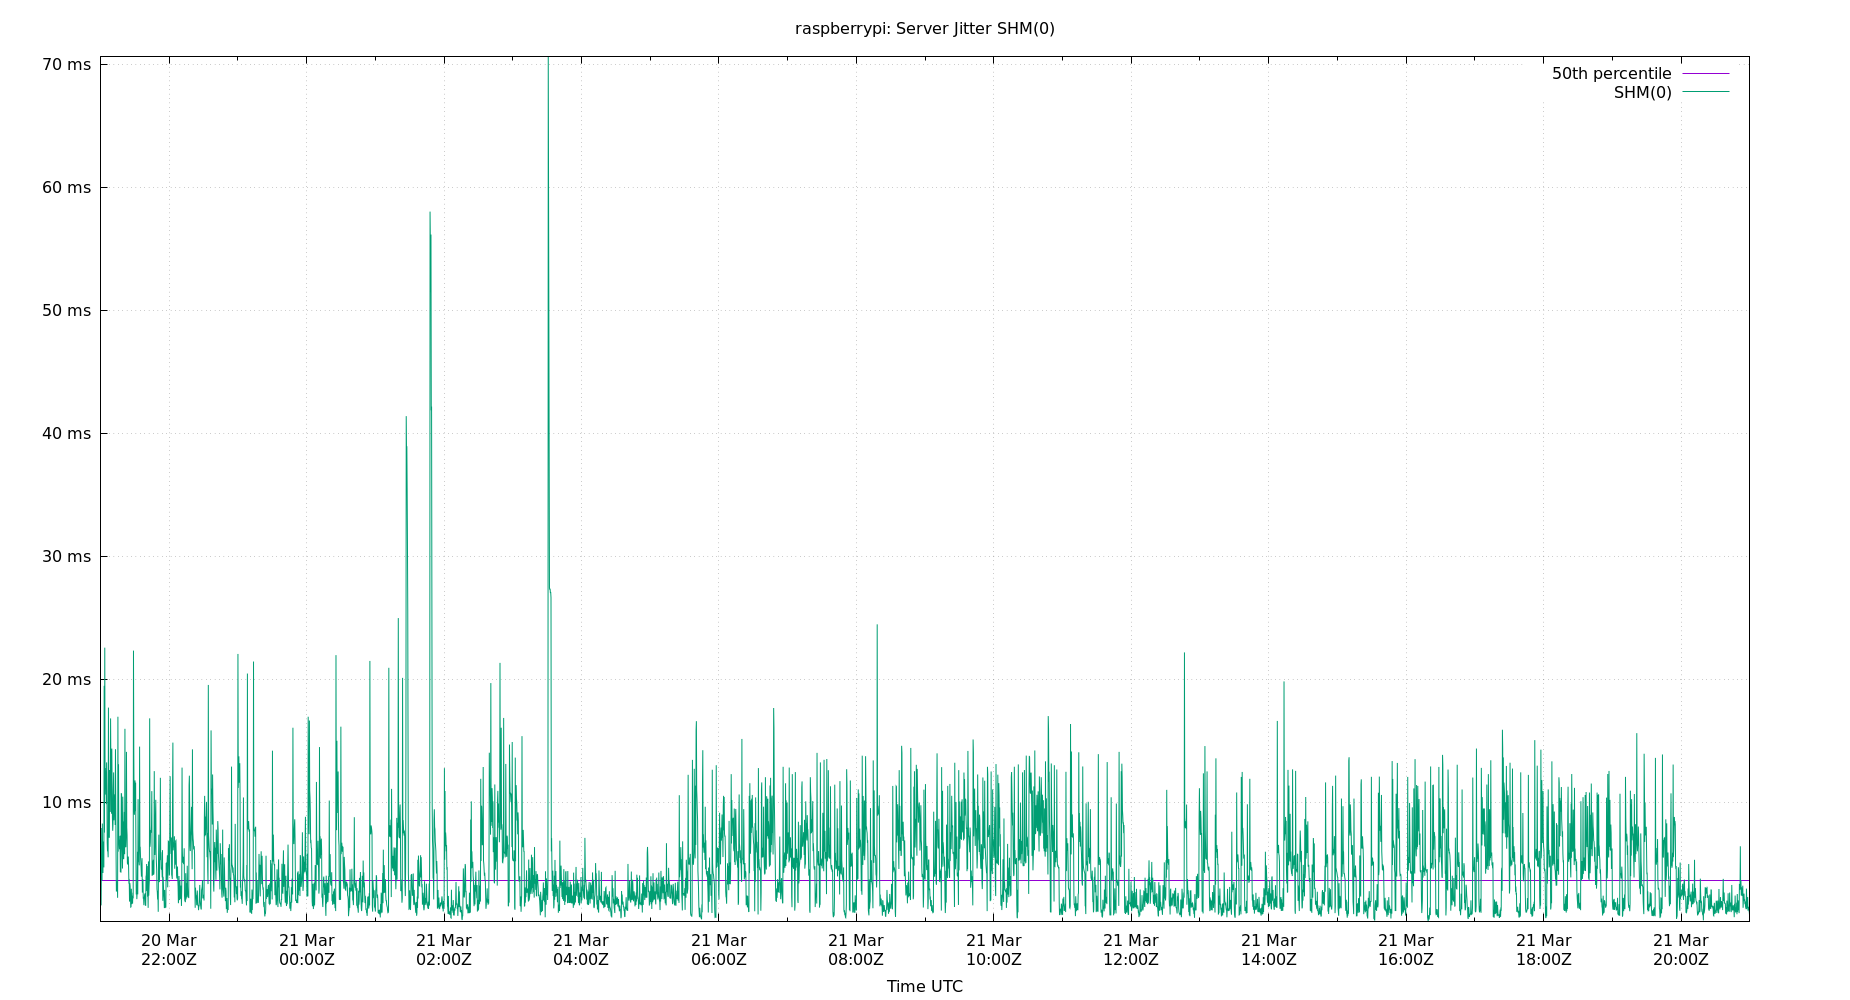 raspberrypi: Server Jitter SHM(0)
70 ms
60 ms
50 ms
40 ms
30 ms
20 ms
10 ms
50th percentile
SHM(0)
20 Mar
22:00Z
21 Mar
00:00Z
21 Mar
02:00Z
21 Mar
04:00Z
21 Mar
06:00Z
21 Mar
08:00Z
21 Mar
10:00Z
21 Mar
12:00Z
21 Mar
14:00Z
21 Mar
16:00Z
21 Mar
18:00Z
21 Mar
20:00Z
Time UTC